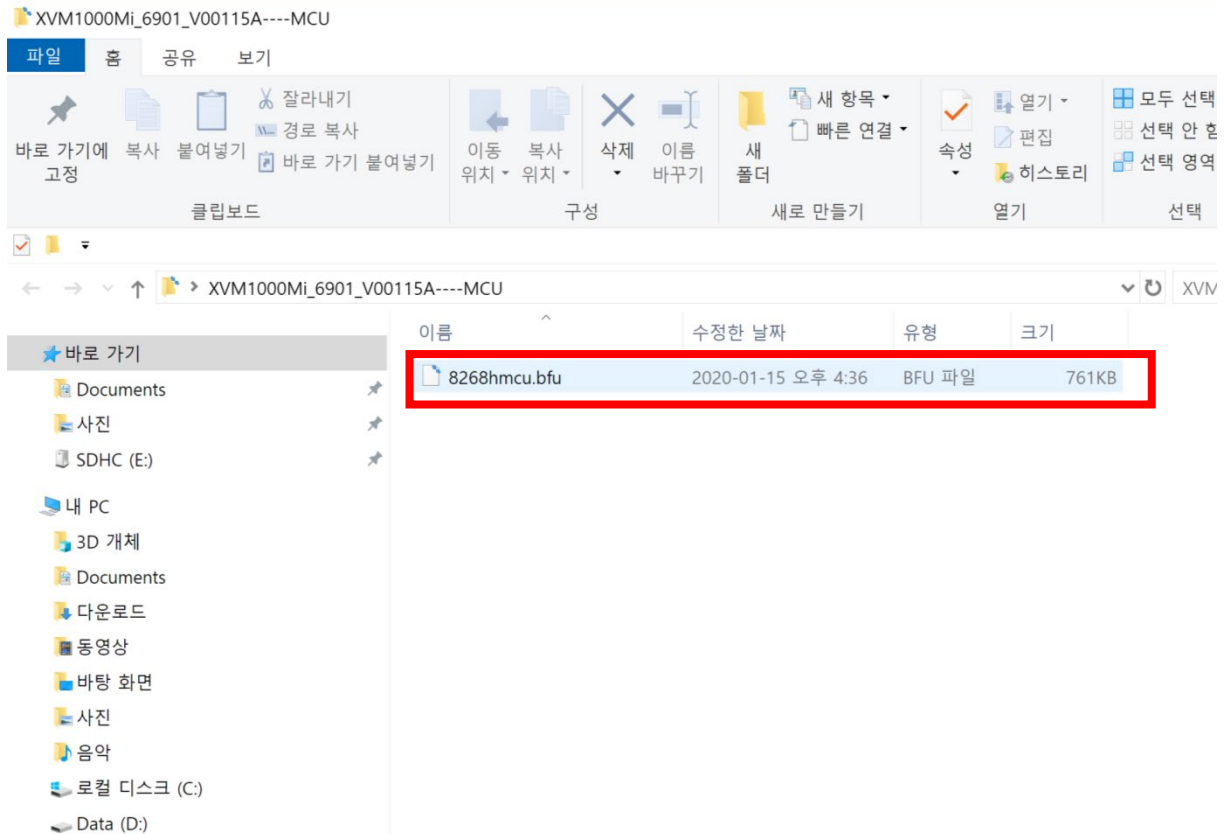 XVM1000Mi_6901_V00115A----MCU
파일 홈 공유 보기
바로 가기에 고정
복사
붙여넣기
잘라내기
경로 복사
바로 가기 붙여넣기
클립보드
이동 위치
복사 위치
삭제
이름 바꾸기
구성
새 폴더
새 항목
빠른 연결
새로 만들기
속성
열기
편집
히스토리
열기
모두 선택
선택 안
선택 영역
선택
XVM1000Mi_6901_V00115A----MCU
XVM
이름 수정한 날짜 유형 크기
8268hmcu.bfu 2020-01-15 오후 4:36 BFU 파일 761KB
바로 가기
Documents
사진
SDHC (E:)
내 PC
3D 개체
Documents
다운로드
동영상
바탕 화면
사진
음악
로컬 디스크 (C:)
Data (D:)